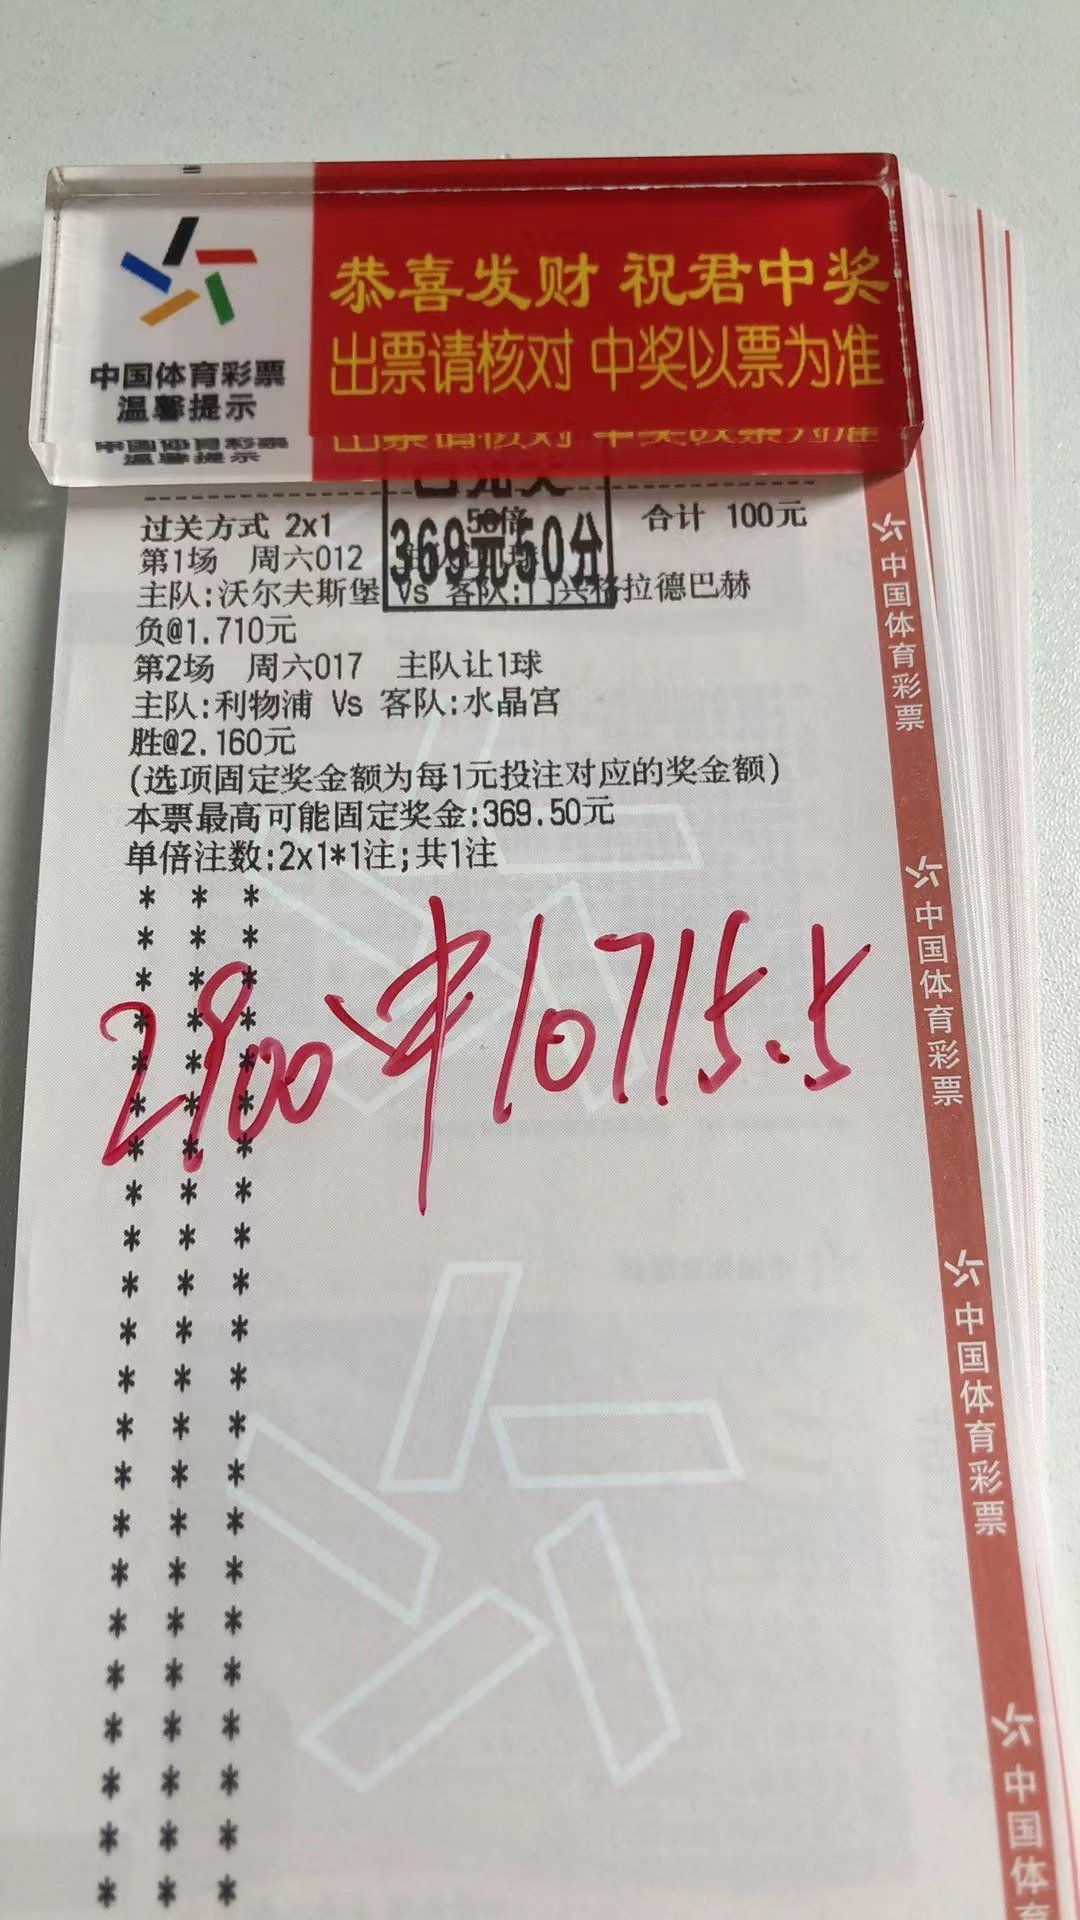 恭喜发财 祝君中奖
出票请核对 中奖以票为准
中国体育彩票
温馨提示
过关方式 2x1 50倍 合计 100元
369元50分
第1场 周六012
主队:沃尔夫斯堡 Vs 客队:门兴格拉德巴赫
负@1.710元
第2场 周六017 主队让1球
主队:利物浦 Vs 客队:水晶宫
胜@2.160元
(选项固定奖金额为每1元投注对应的奖金额)
本票最高可能固定奖金:369.50元
单倍注数:2x1*1注;共1注
2900中10715.5
中国体育彩票
中国体育彩票
中国体育彩票
中国体